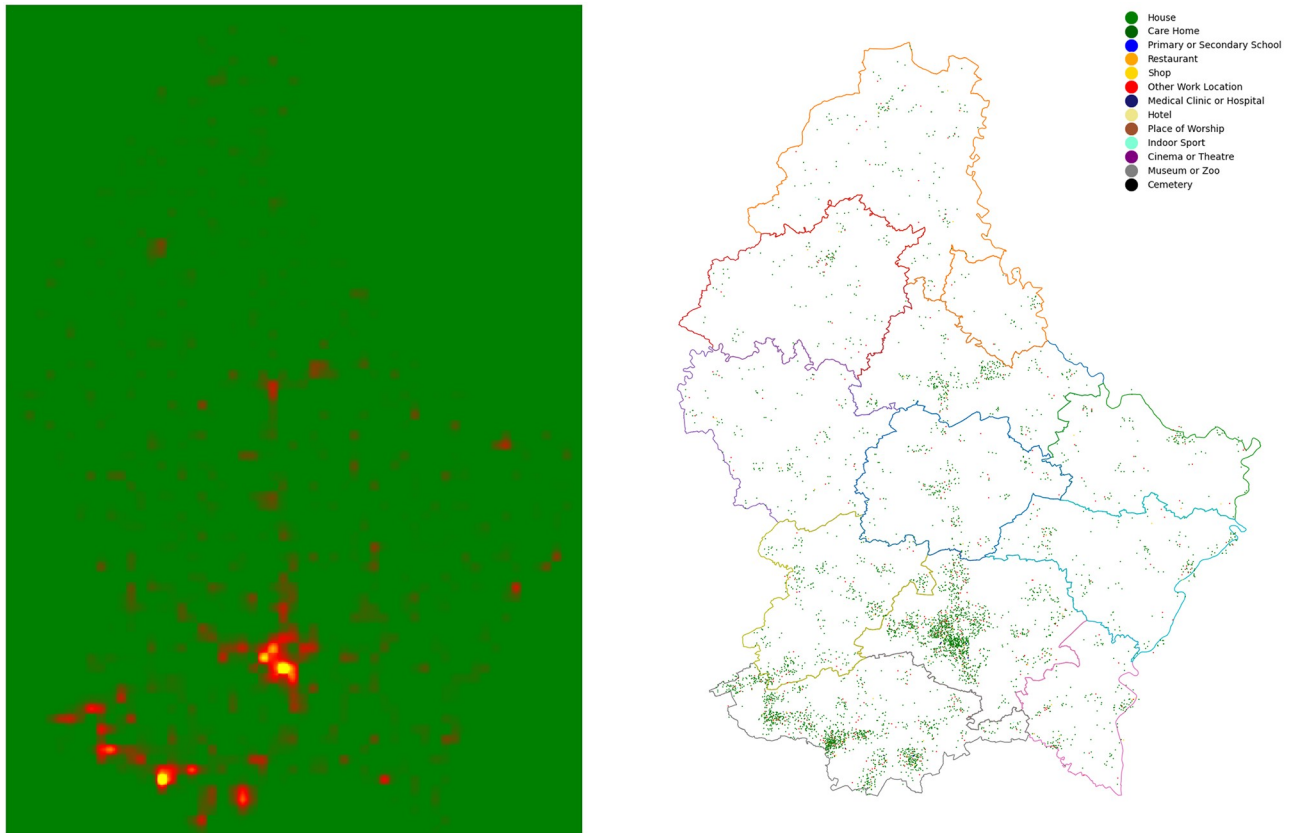 House
Care Home
Primary or Secondary School
Restaurant
Shop
Other Work Location
Medical Clinic or Hospital
Hotel
Place of Worship
Indoor Sport
Cinema or Theatre
Museum or Zoo
Cemetery